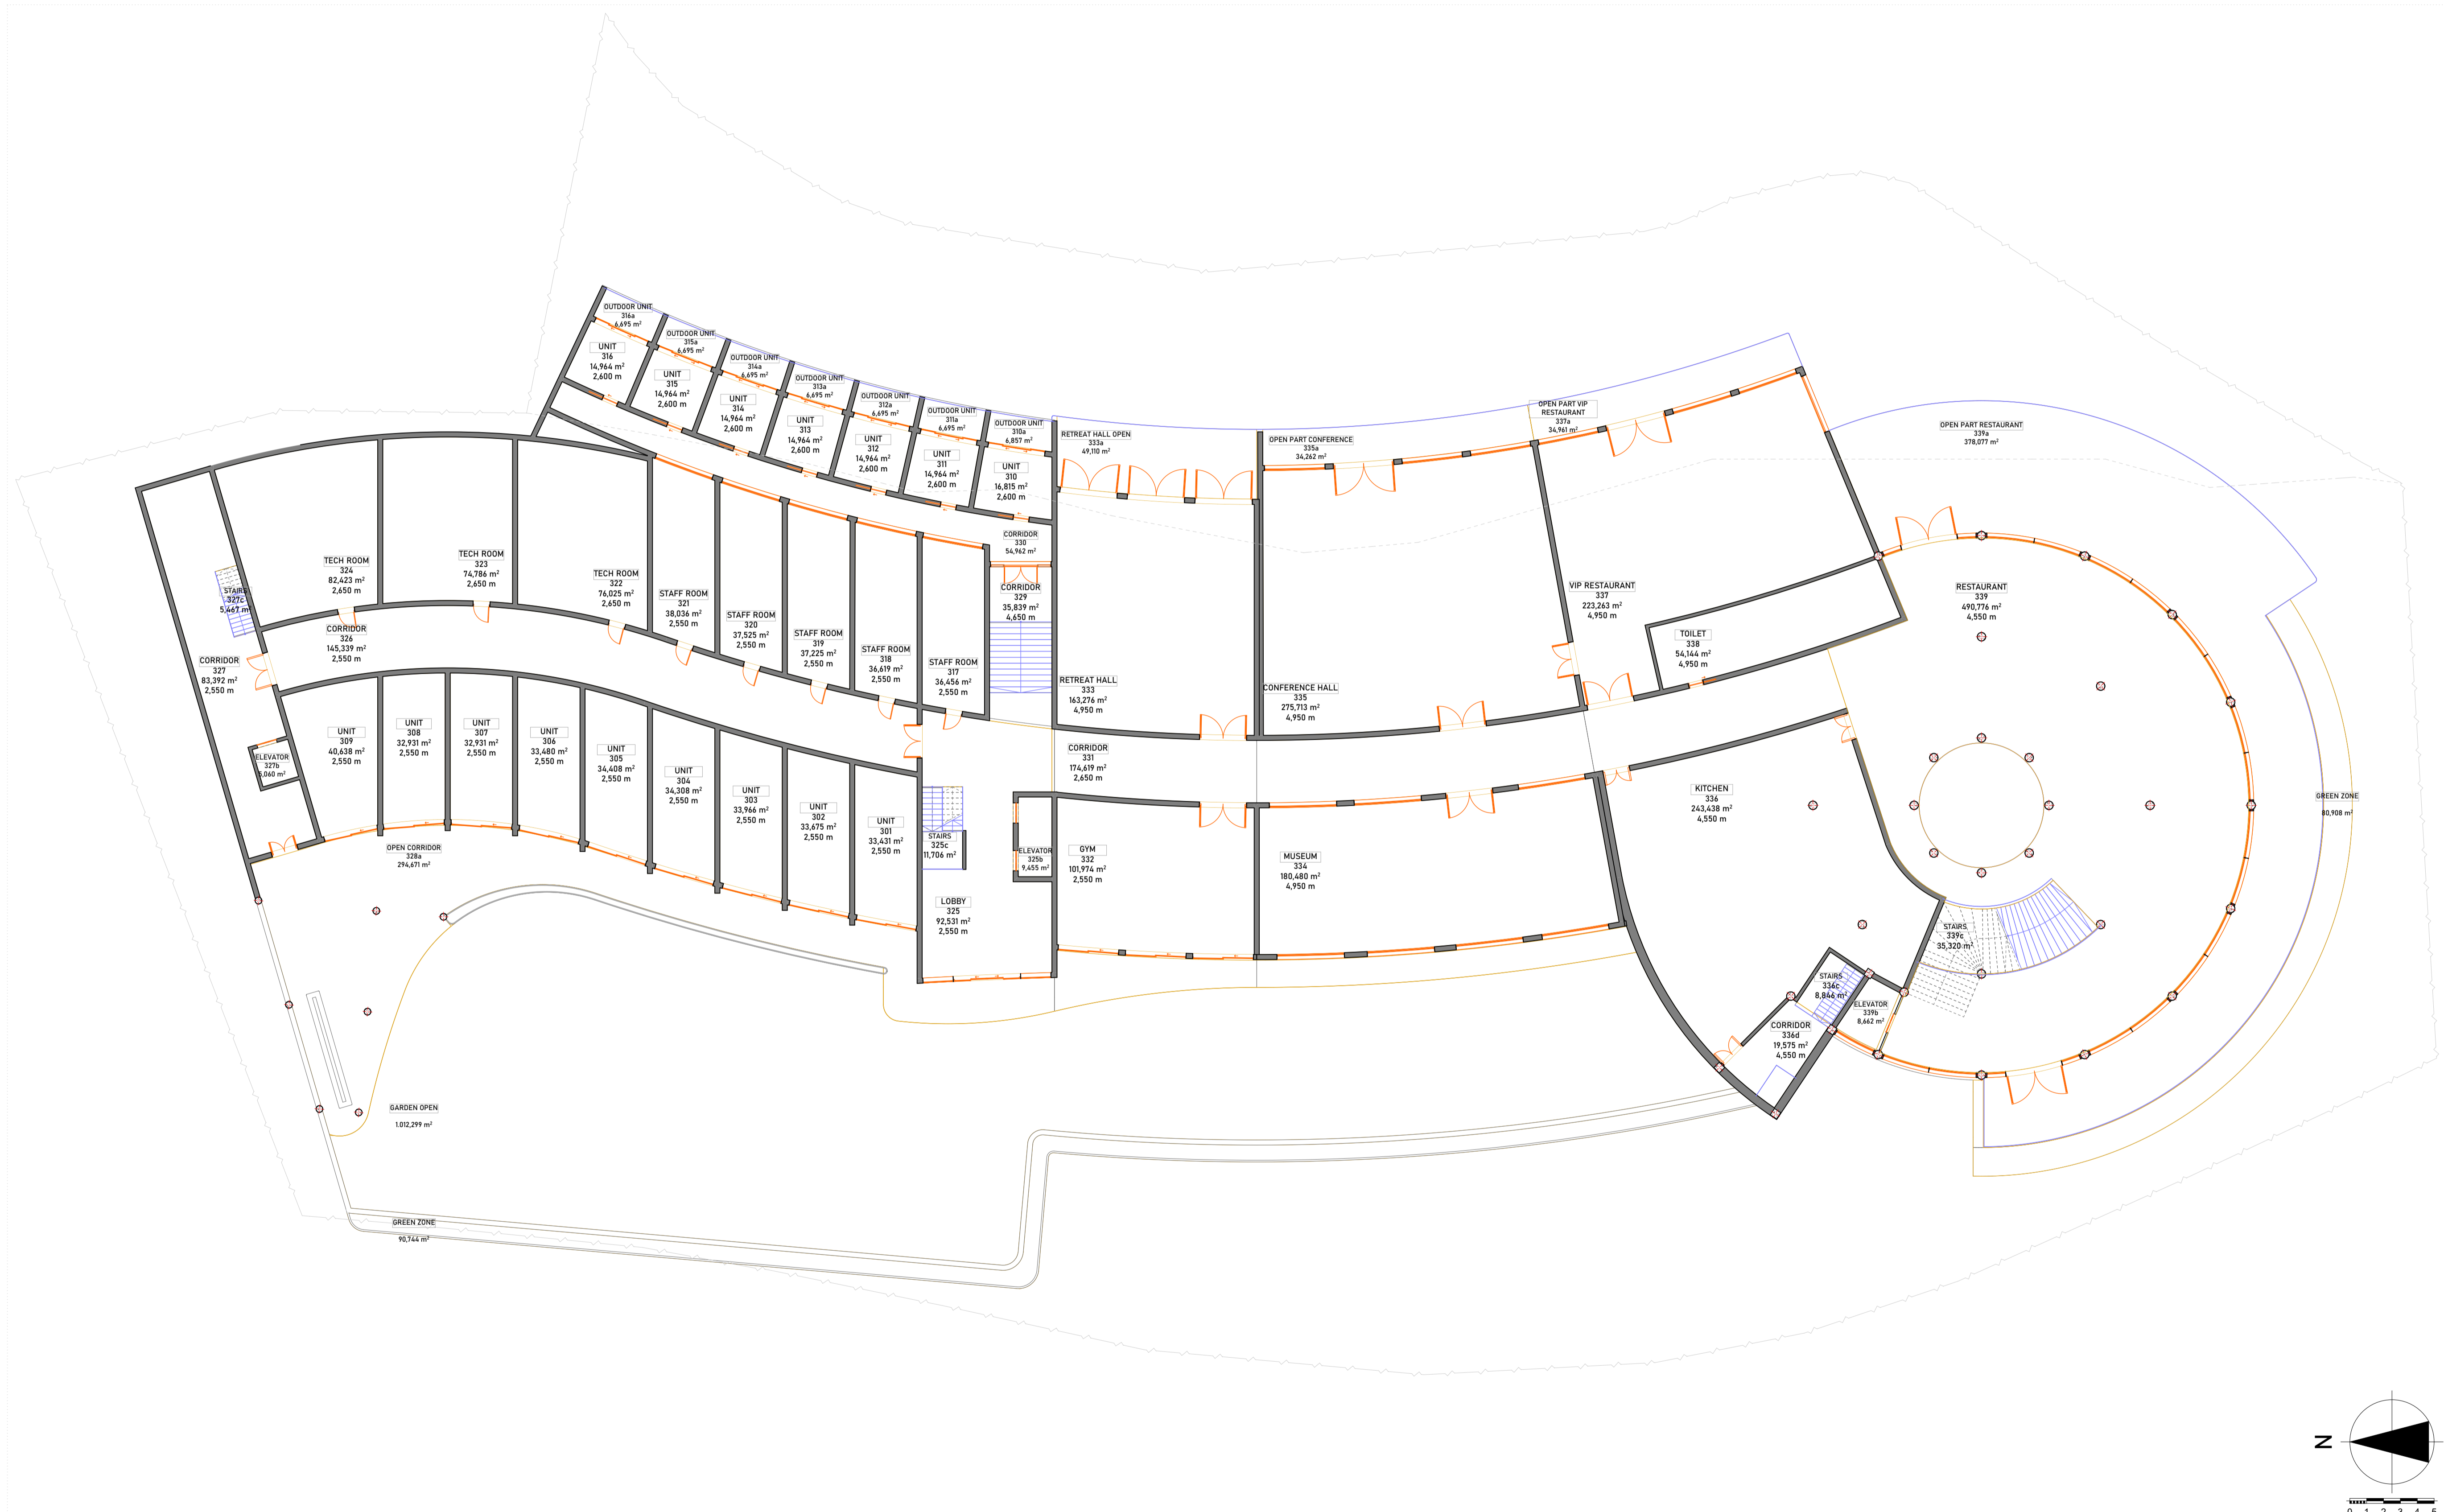 OUTDOOR UNIT
316a
6,695 m²
OUTDOOR UNIT
315a
6,695 m²
OUTDOOR UNIT
314a
6,695 m²
OUTDOOR UNIT
313a
6,695 m²
OUTDOOR UNIT
312a
6,695 m²
OUTDOOR UNIT
311a
6,695 m²
OUTDOOR UNIT
310a
6,857 m²
UNIT
316
14,964 m²
2,600 m
UNIT
315
14,964 m²
2,600 m
UNIT
314
14,964 m²
2,600 m
UNIT
313
14,964 m²
2,600 m
UNIT
312
14,964 m²
2,600 m
UNIT
311
14,964 m²
2,600 m
UNIT
310
16,815 m²
2,600 m
RETREAT HALL OPEN
333a
49,110 m²
OPEN PART CONFERENCE
335a
34,262 m²
OPEN PART VIP
RESTAURANT
337a
34,961 m²
OPEN PART RESTAURANT
339a
378,077 m²
CORRIDOR
330
54,962 m²
TECH ROOM
324
82,423 m²
2,650 m
TECH ROOM
323
74,786 m²
2,650 m
TECH ROOM
322
76,025 m²
2,650 m
STAFF ROOM
321
38,036 m²
2,550 m
STAFF ROOM
320
37,525 m²
2,550 m
STAFF ROOM
319
37,225 m²
2,550 m
STAFF ROOM
318
36,619 m²
2,550 m
STAFF ROOM
317
36,456 m²
2,550 m
CORRIDOR
329
35,839 m²
4,650 m
STAIRS
327c
5,467 m²
CORRIDOR
327
83,392 m²
2,550 m
CORRIDOR
326
145,339 m²
2,550 m
RETREAT HALL
333
163,276 m²
4,950 m
CONFERENCE HALL
335
275,713 m²
4,950 m
VIP RESTAURANT
337
223,263 m²
4,950 m
TOILET
338
54,144 m²
4,950 m
RESTAURANT
339
490,776 m²
4,550 m
ELEVATOR
327b
5,060 m²
UNIT
309
40,638 m²
2,550 m
UNIT
308
32,931 m²
2,550 m
UNIT
307
32,931 m²
2,550 m
UNIT
306
33,480 m²
2,550 m
UNIT
305
34,408 m²
2,550 m
UNIT
304
34,308 m²
2,550 m
UNIT
303
33,966 m²
2,550 m
UNIT
302
33,675 m²
2,550 m
UNIT
301
33,431 m²
2,550 m
CORRIDOR
331
174,619 m²
2,650 m
KITCHEN
336
243,438 m²
4,550 m
GREEN ZONE
80,908 m²
OPEN CORRIDOR
328a
294,671 m²
STAIRS
325c
11,706 m²
ELEVATOR
325b
9,455 m²
LOBBY
325
92,531 m²
2,550 m
GYM
332
101,974 m²
2,550 m
MUSEUM
334
180,480 m²
4,950 m
STAIRS
339c
35,320 m²
STAIRS
336c
8,846 m²
ELEVATOR
339b
8,662 m²
CORRIDOR
336d
19,575 m²
4,550 m
GARDEN OPEN
1.012,299 m²
GREEN ZONE
90,744 m²
N
0 1 2 3 4 5